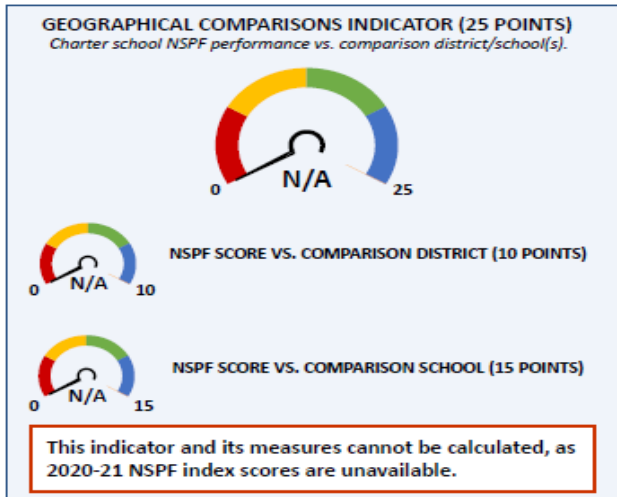 GEOGRAPHICAL COMPARISONS INDICATOR (25 POINTS)
Charter school NSPF performance vs. comparison district/school(s).
N/A
0 25
NSPF SCORE VS. COMPARISON DISTRICT (10 POINTS)
N/A
0 10
NSPF SCORE VS. COMPARISON SCHOOL (15 POINTS)
N/A
0 15
This indicator and its measures cannot be calculated, as
2020-21 NSPF index scores are unavailable.